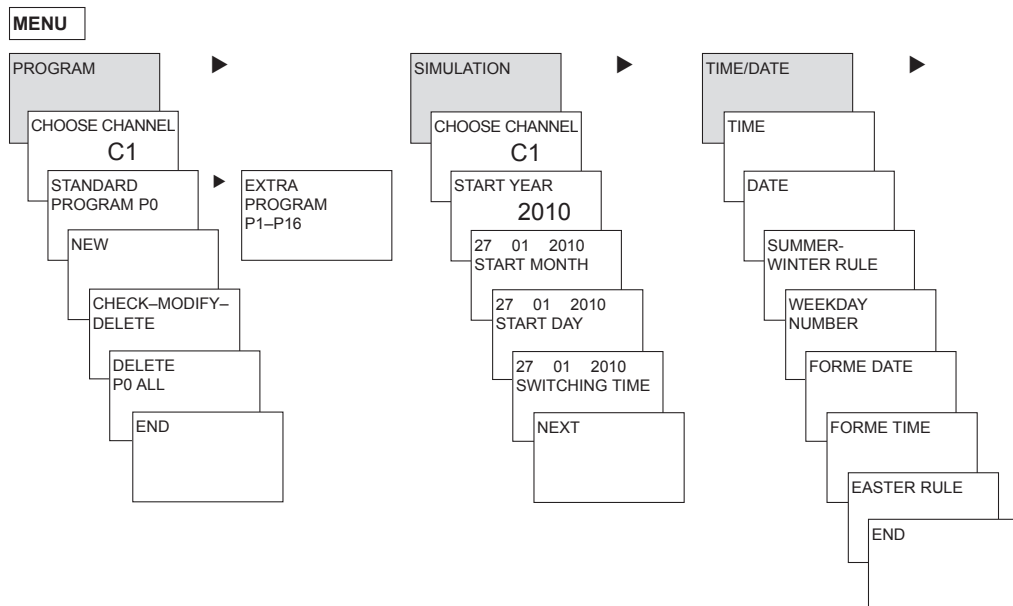 MENU
PROGRAM
CHOOSE CHANNEL
C1
STANDARD
PROGRAM P0
EXTRA
PROGRAM
P1–P16
NEW
CHECK–MODIFY–
DELETE
DELETE
P0 ALL
END
SIMULATION
CHOOSE CHANNEL
C1
START YEAR
2010
27 01 2010
START MONTH
27 01 2010
START DAY
27 01 2010
SWITCHING TIME
NEXT
TIME/DATE
TIME
DATE
SUMMER-
WINTER RULE
WEEKDAY
NUMBER
FORME DATE
FORME TIME
EASTER RULE
END